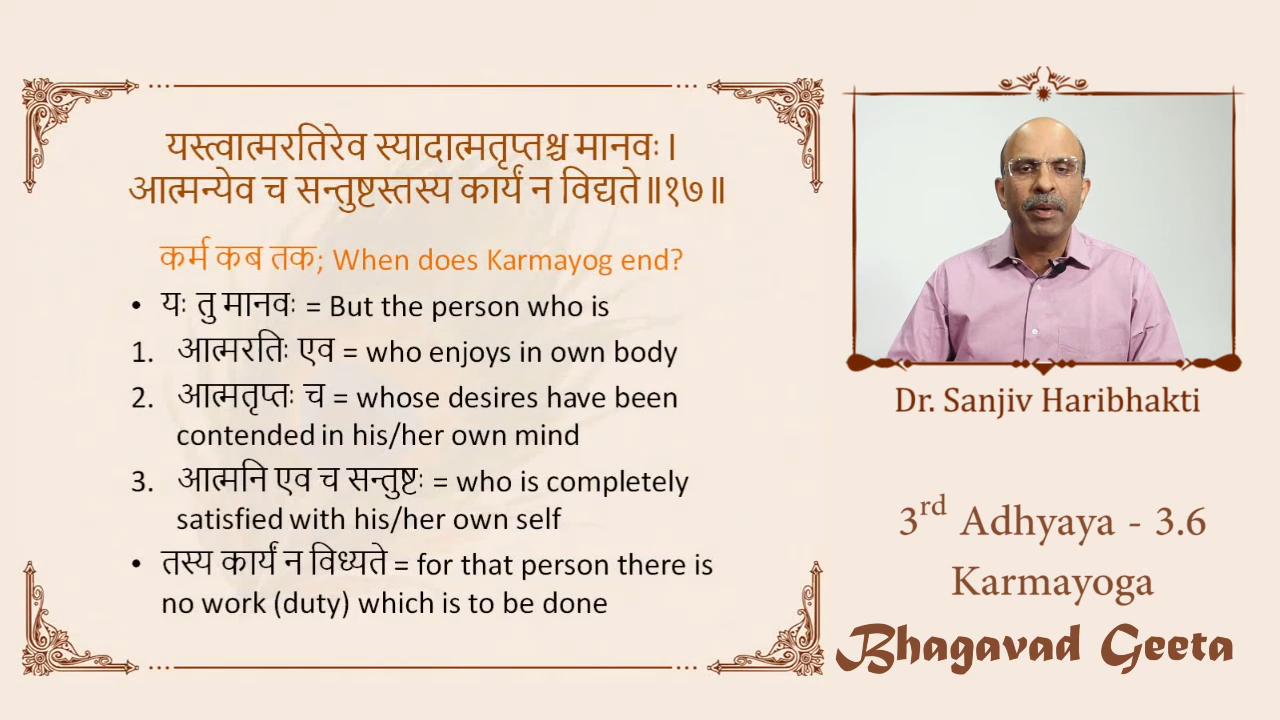 यस्त्वात्मरतिरेव स्यादात्मतृप्तश्च मानवः ।
आत्मन्येव च सन्तुष्टस्तस्य कार्यं न विद्यते ॥१७॥
कर्म कब तक; When does Karmayog end?
• यः तु मानवः = But the person who is
1. आत्मरतिः एव = who enjoys in own body
2. आत्मतृप्तः च = whose desires have been
contended in his/her own mind
3. आत्मनि एव च सन्तुष्टः = who is completely
satisfied with his/her own self
• तस्य कार्यं न विध्यते = for that person there is
no work (duty) which is to be done
Dr. Sanjiv Haribhakti
3rd Adhyaya - 3.6
Karmayoga
Bhagavad Geeta